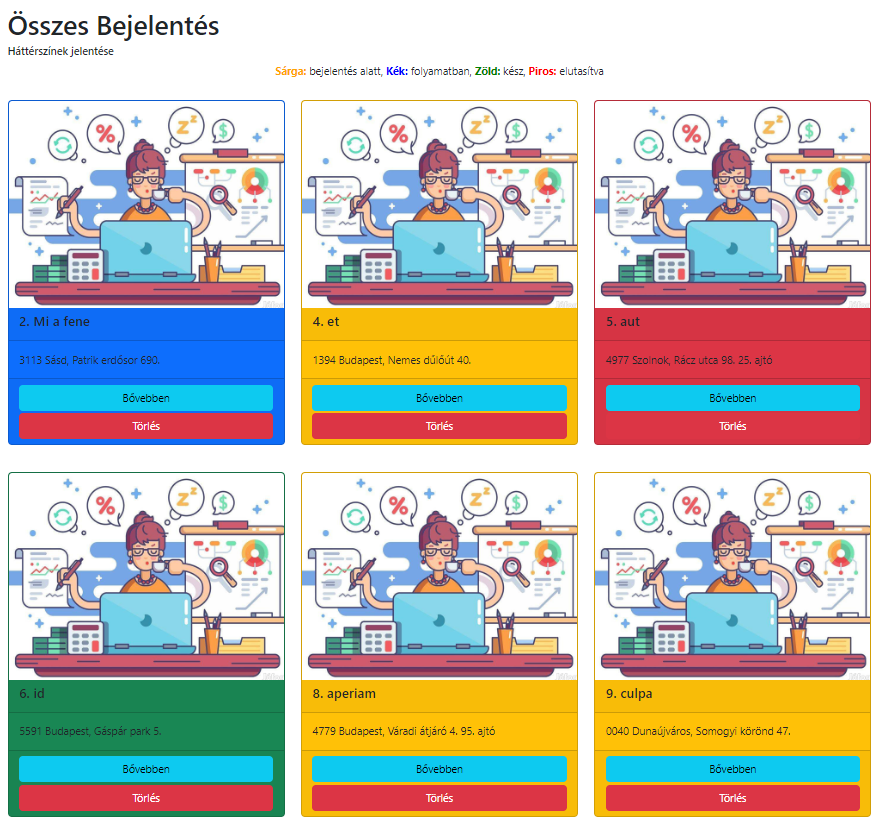 Összes Bejelentés
Háttérszínek jelentése
Sárga: bejelentés alatt, Kék: folyamatban, Zöld: kész, Piros: elutasítva
% Z Z $
% Z Z $
% Z Z $
2. Mi a fene
4. et
5. aut
3113 Sásd, Patrik erdősor 690.
1394 Budapest, Nemes dűlőút 40.
4977 Szolnok, Rácz utca 98. 25. ajtó
Bővebben
Bővebben
Bővebben
Törlés
Törlés
Törlés
% Z Z $
% Z Z $
% Z Z $
6. id
8. aperiam
9. culpa
5591 Budapest, Gáspár park 5.
4779 Budapest, Váradi átjáró 4. 95. ajtó
0040 Dunaújváros, Somogyi körönd 47.
Bővebben
Bővebben
Bővebben
Törlés
Törlés
Törlés